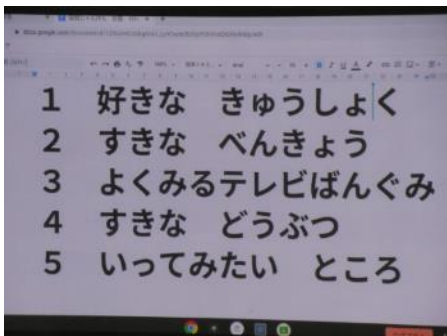 1 好きな きゅうしょく
2 すきな べんきょう
3 よくみるテレビばんぐみ
4 すきな どうぶつ
5 いってみたい ところ